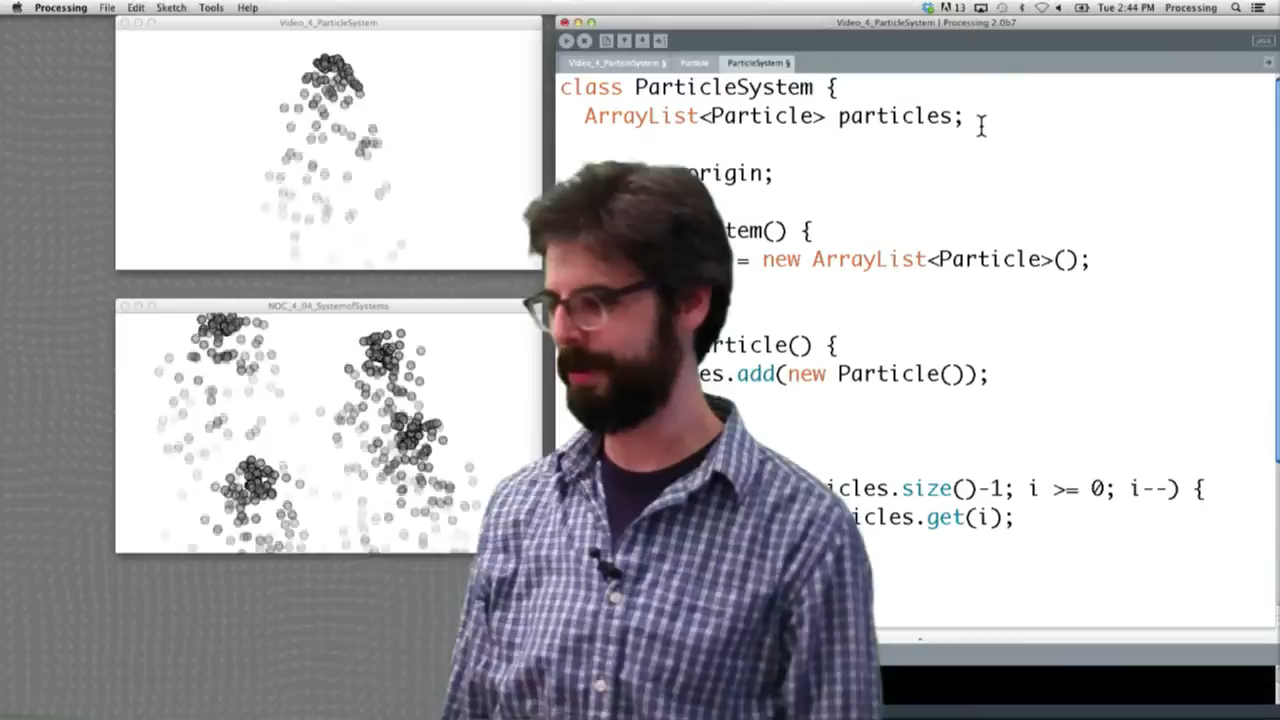 Processing File Edit Sketch Tools Help 13 Tue 2:44 PM Processing
Video_4_ParticleSystem
Video_4_ParticleSystem | Processing 2.0b7
java
Video_4_ParticleSystem § Particle ParticleSystem §
class ParticleSystem {
ArrayList<Particle> particles;
origin;
tem() {
= new ArrayList<Particle>();
NOC_4_04_SystemofSystems
rticle() {
es.add(new Particle());
icles.size()-1; i >= 0; i--) {
icles.get(i);